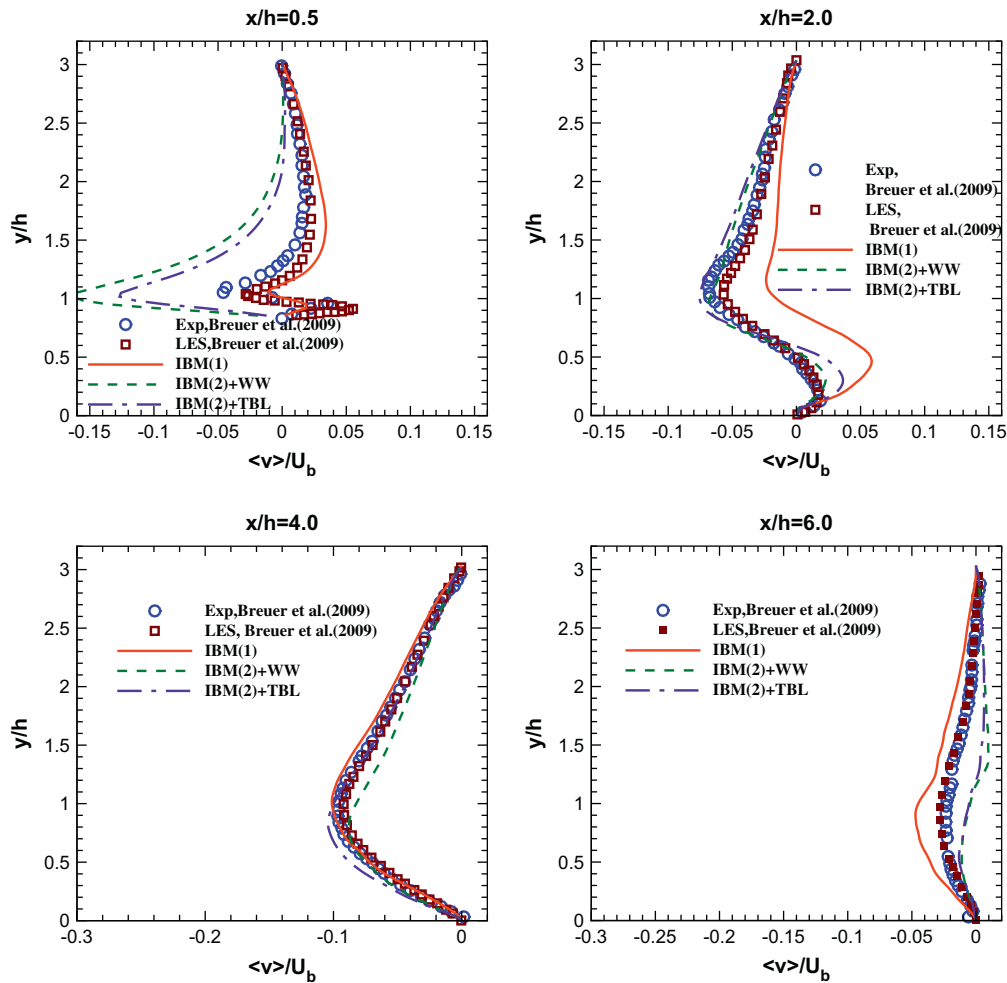 x/h=0.5
3
2.5
2
1.5
1
0.5
0
y/h
-0.15
-0.1
-0.05
0
0.05
0.1
0.15
<v>/U_b
Exp,Breuer et al.(2009)
LES,Breuer et al.(2009)
IBM(1)
IBM(2)+WW
IBM(2)+TBL
x/h=2.0
3
2.5
2
1.5
1
0.5
0
y/h
-0.15
-0.1
-0.05
0
0.05
0.1
0.15
<v>/U_b
Exp,
Breuer et al.(2009)
LES,
Breuer et al.(2009)
IBM(1)
IBM(2)+WW
IBM(2)+TBL
x/h=4.0
3
2.5
2
1.5
1
0.5
0
y/h
-0.3
-0.2
-0.1
0
<v>/U_b
Exp,Breuer et al.(2009)
LES, Breuer et al.(2009)
IBM(1)
IBM(2)+WW
IBM(2)+TBL
x/h=6.0
3
2.5
2
1.5
1
0.5
0
y/h
-0.3
-0.25
-0.2
-0.15
-0.1
-0.05
0
<v>/U_b
Exp,Breuer et al.(2009)
LES,Breuer et al.(2009)
IBM(1)
IBM(2)+WW
IBM(2)+TBL